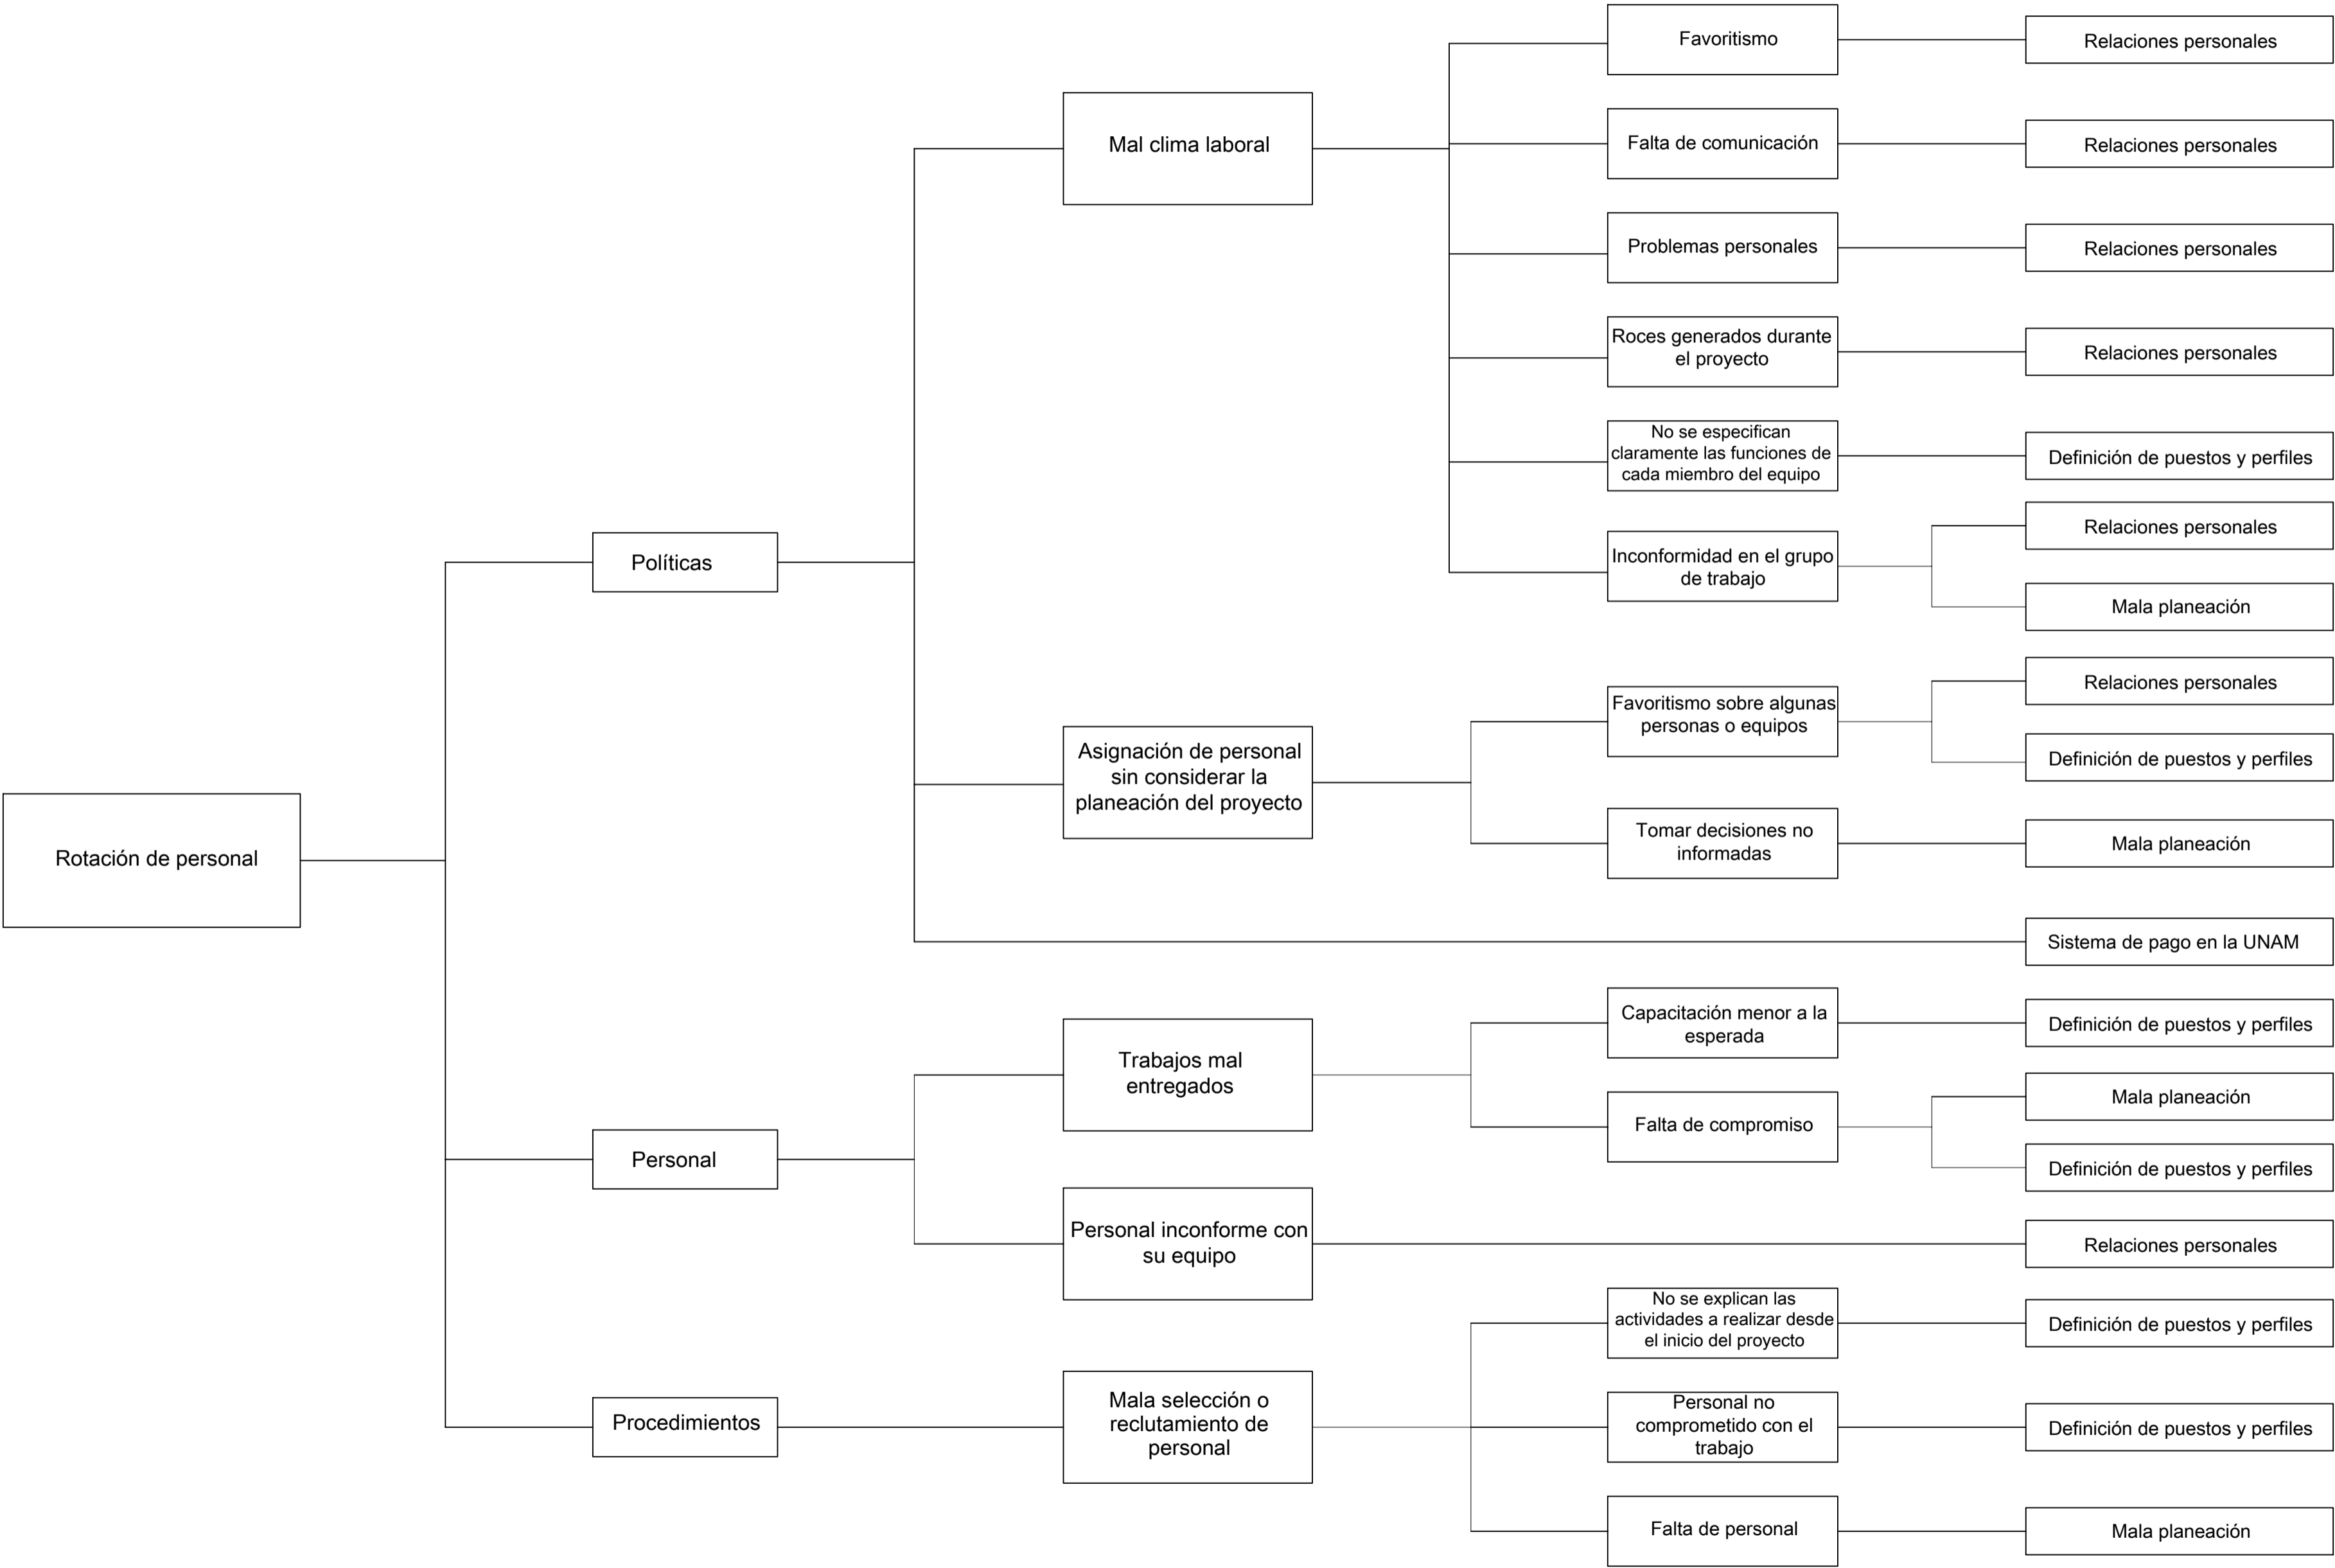 Favoritismo
Relaciones personales
Mal clima laboral
Falta de comunicación
Relaciones personales
Problemas personales
Relaciones personales
Roces generados durante
el proyecto
Relaciones personales
No se especifican
claramente las funciones de
cada miembro del equipo
Definición de puestos y perfiles
Políticas
Inconformidad en el grupo
de trabajo
Relaciones personales
Mala planeación
Asignación de personal
sin considerar la
planeación del proyecto
Favoritismo sobre algunas
personas o equipos
Relaciones personales
Definición de puestos y perfiles
Tomar decisiones no
informadas
Mala planeación
Rotación de personal
Sistema de pago en la UNAM
Trabajos mal
entregados
Capacitación menor a la
esperada
Definición de puestos y perfiles
Falta de compromiso
Mala planeación
Definición de puestos y perfiles
Personal
Personal inconforme con
su equipo
Relaciones personales
No se explican las
actividades a realizar desde
el inicio del proyecto
Definición de puestos y perfiles
Procedimientos
Mala selección o
reclutamiento de
personal
Personal no
comprometido con el
trabajo
Definición de puestos y perfiles
Falta de personal
Mala planeación